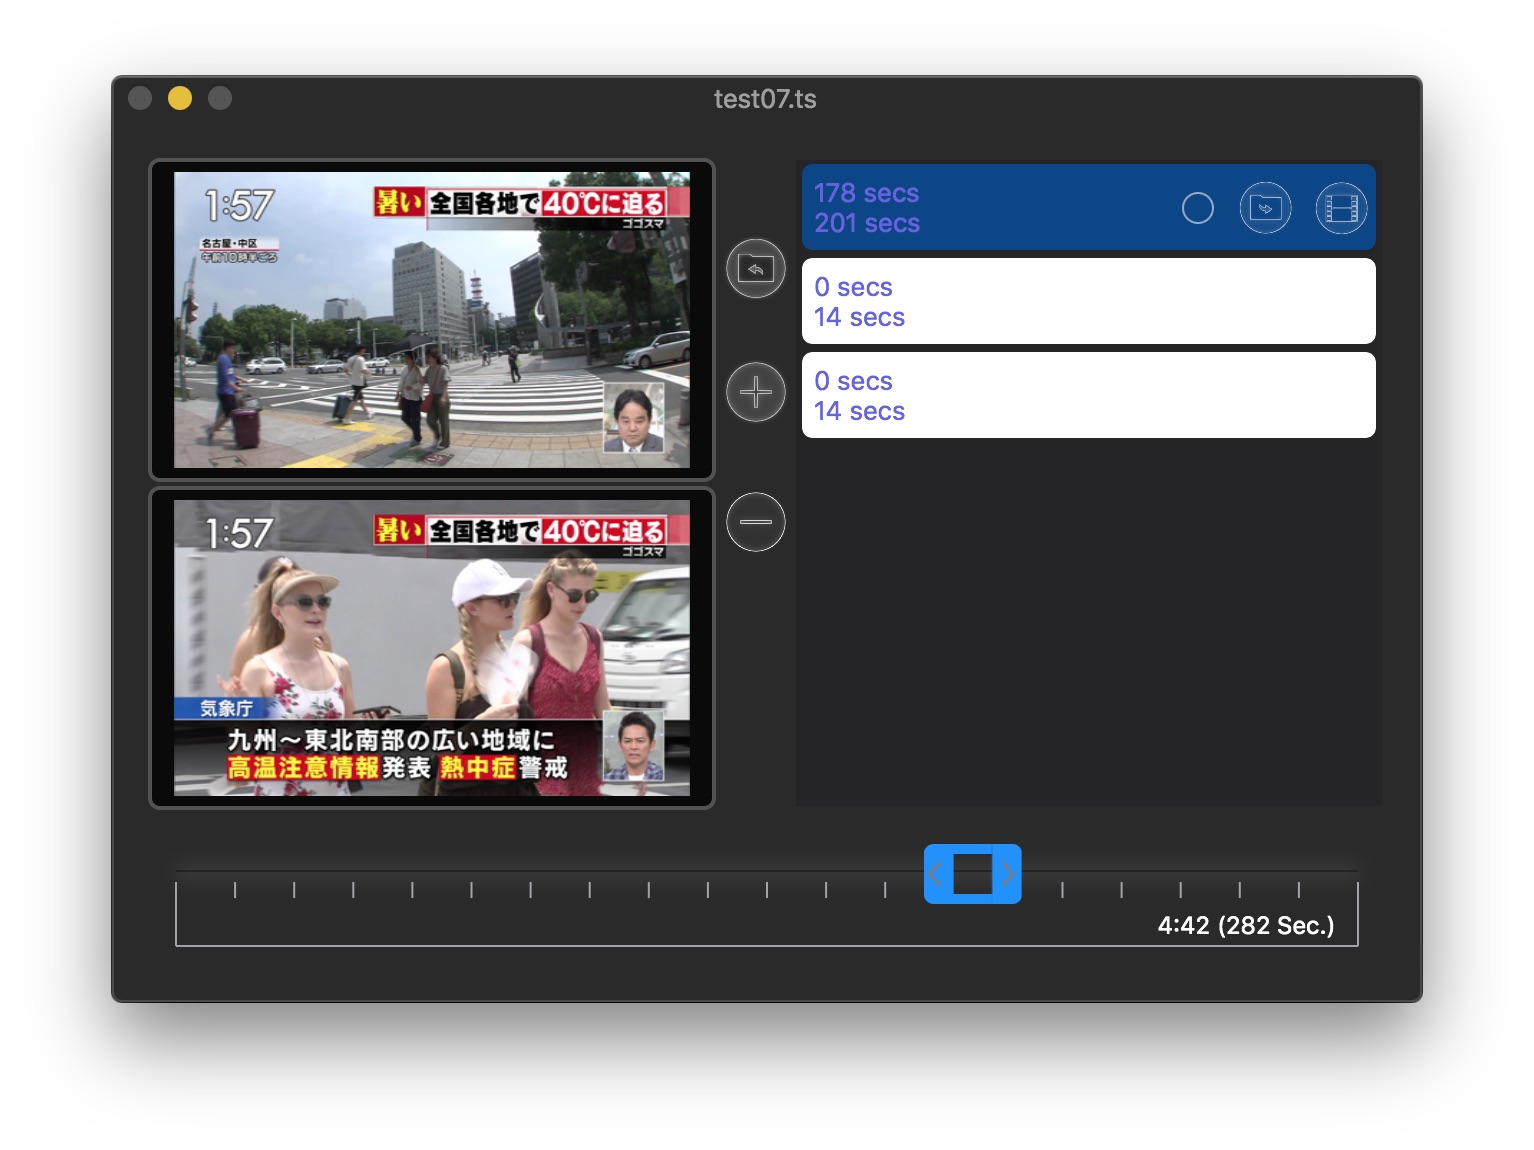 test07.ts
1:57
暑い 全国各地で 40℃に迫る
ゴゴスマ
名古屋・中区
午前10時半ごろ
1:57
暑い 全国各地で 40℃に迫る
ゴゴスマ
気象庁
九州〜東北南部の広い地域に
高温注意情報発表 熱中症警戒
178 secs
201 secs
0 secs
14 secs
0 secs
14 secs
4:42 (282 Sec.)